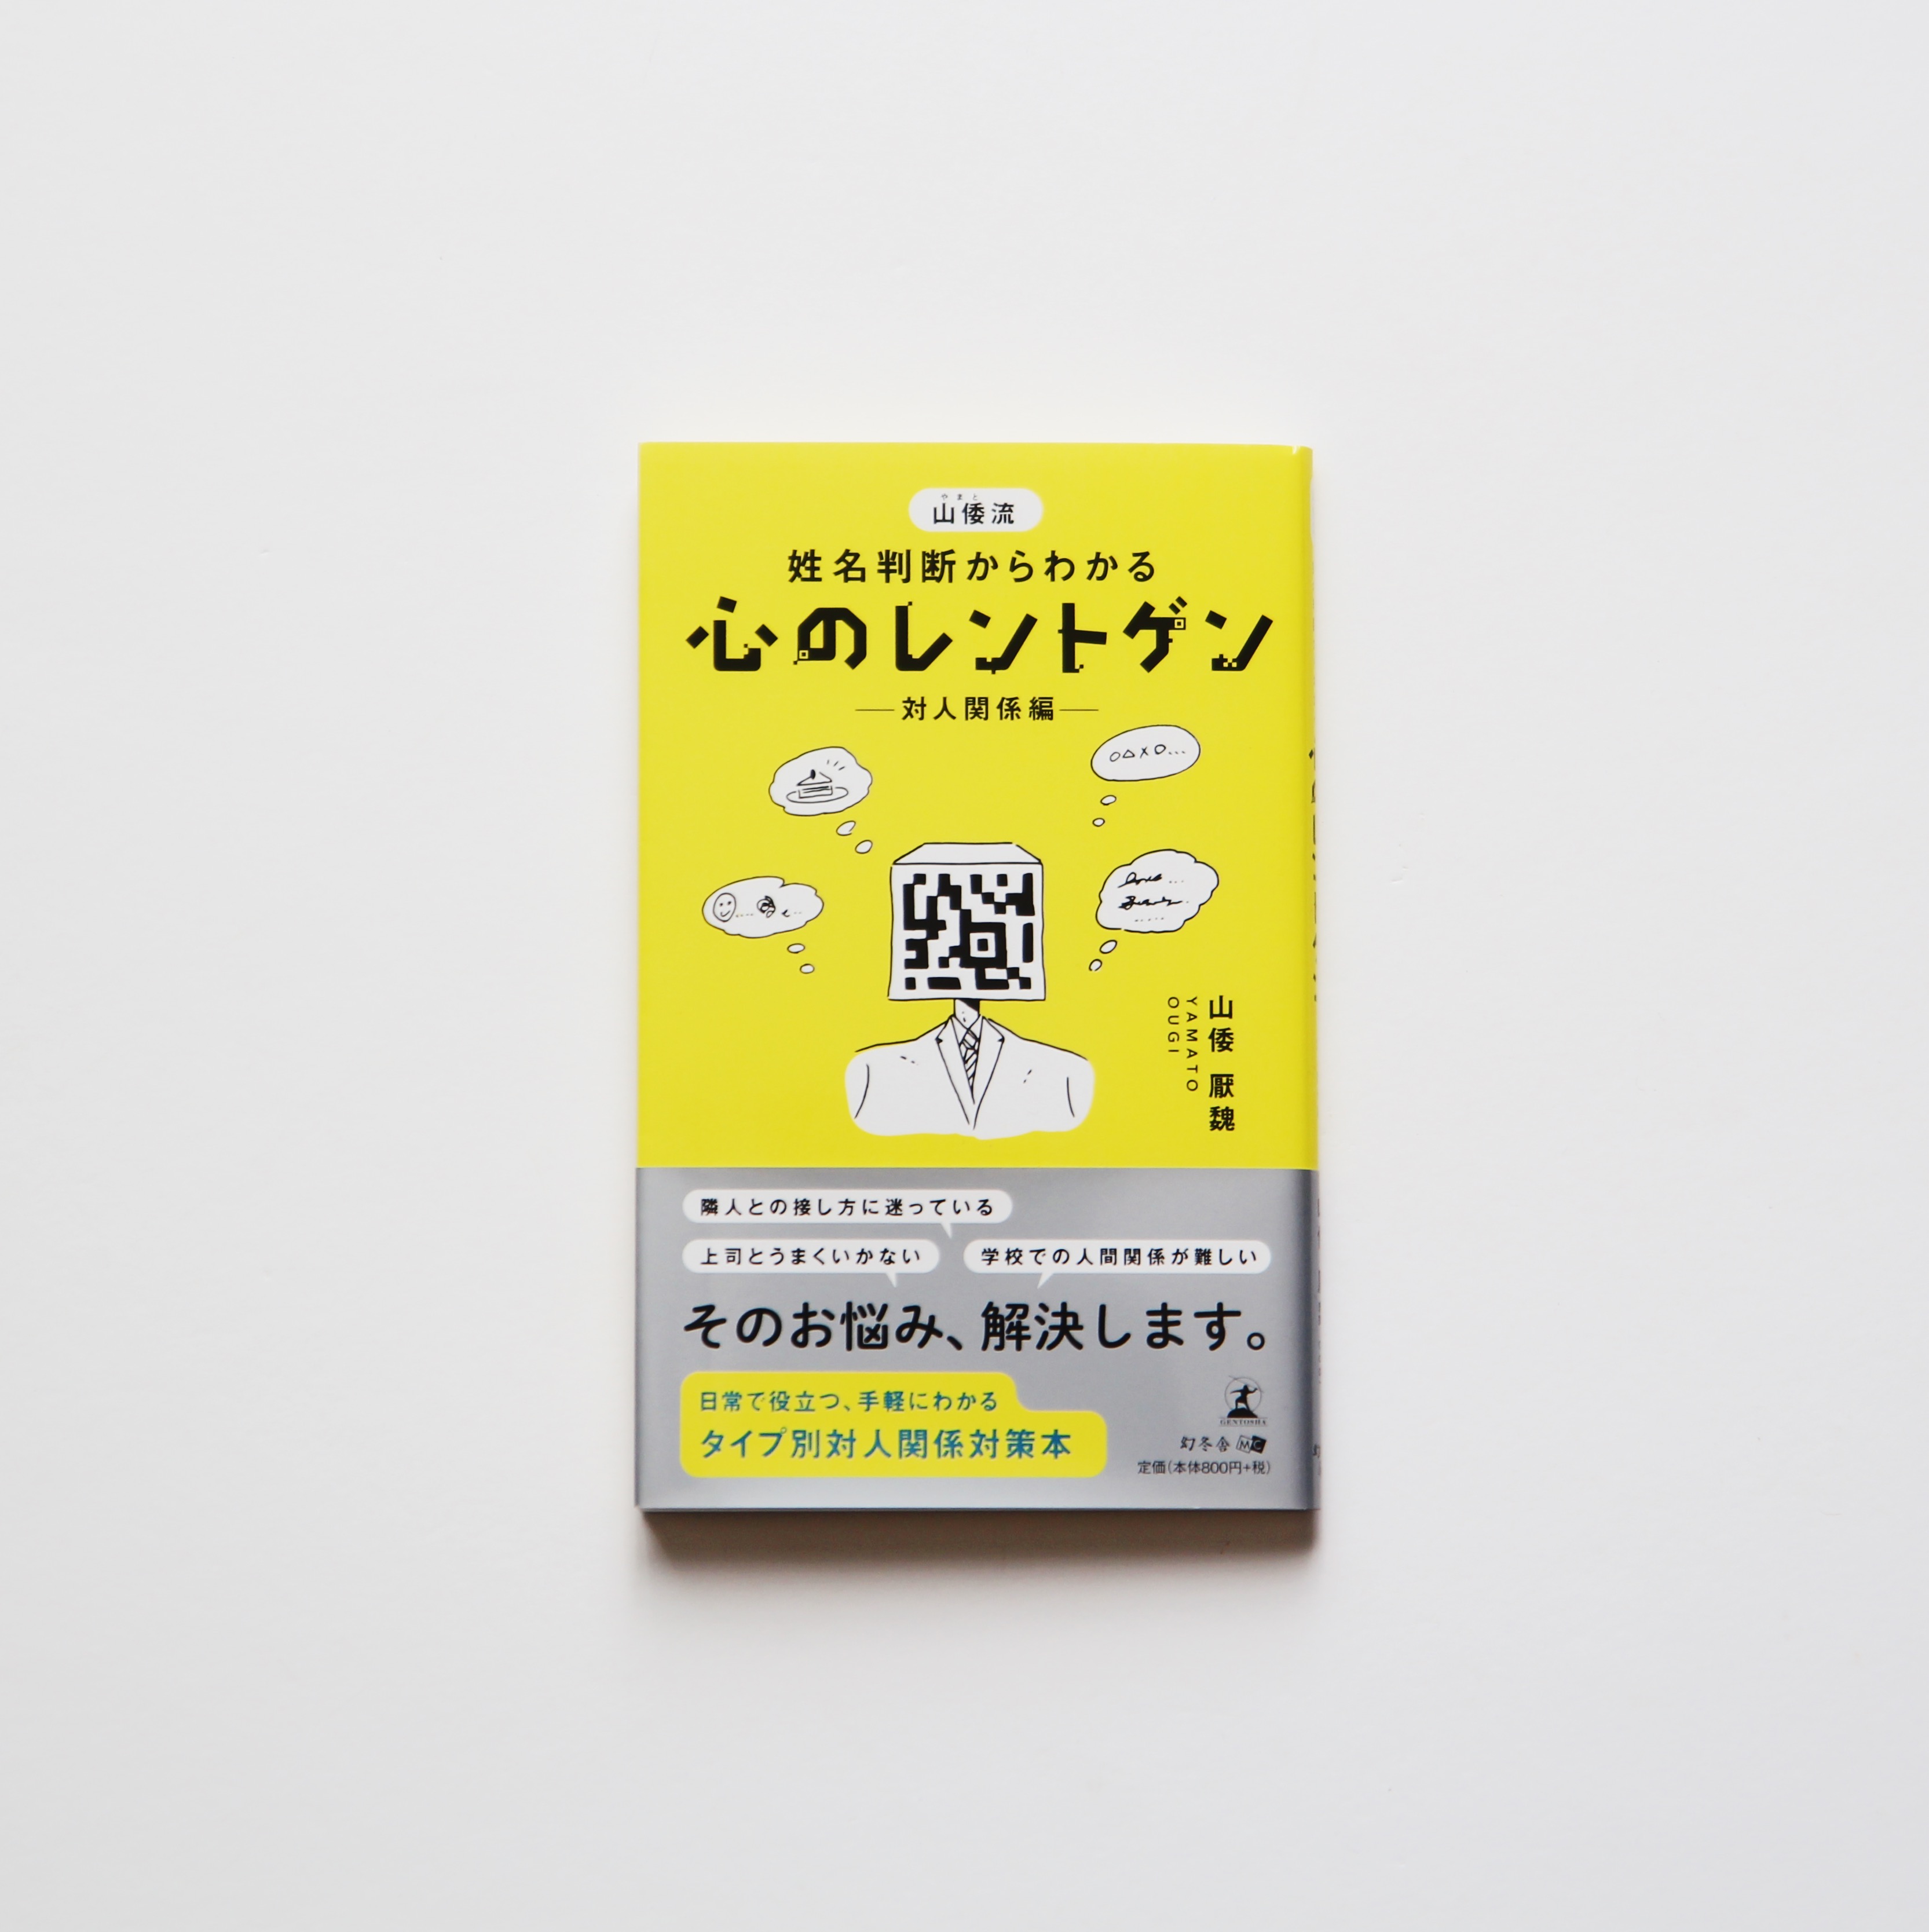 やまと
山倭流
姓名判断からわかる
心のレントゲン
対人関係編
○△×○...
love ...
山倭 厭魏
YAMATO
OUGI
隣人との接し方に迷っている
上司とうまくいかない
学校での人間関係が難しい
そのお悩み、解決します。
日常で役立つ、手軽にわかる
タイプ別対人関係対策本
GENTOSHA
幻冬舎 MC
定価(本体800円+税)